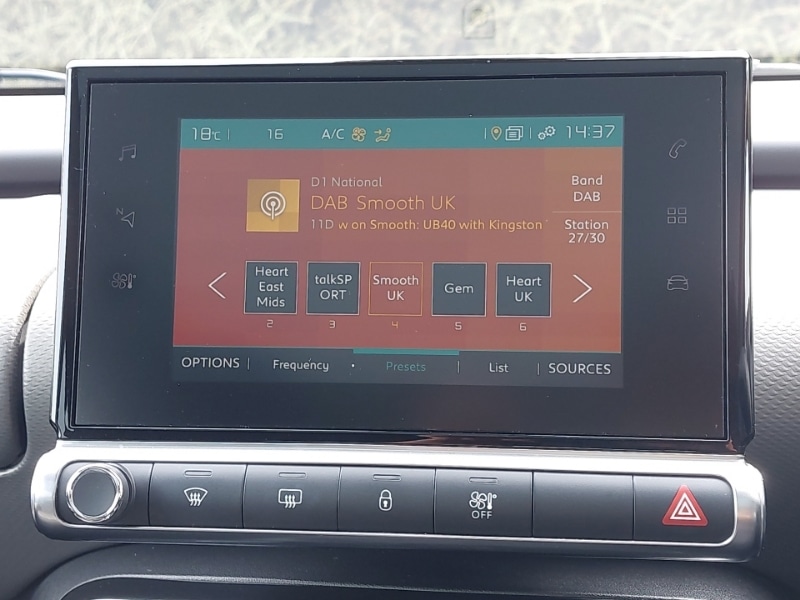 18°C 16 A/C 14:37
D1 National
DAB Smooth UK
11D w on Smooth: UB40 with Kingston
Band
DAB
Station
27/30
Heart
East
Mids
talkSP
ORT
Smooth
UK
Gem
Heart
UK
2 3 4 5 6
OPTIONS Frequency Presets List SOURCES
N
OFF